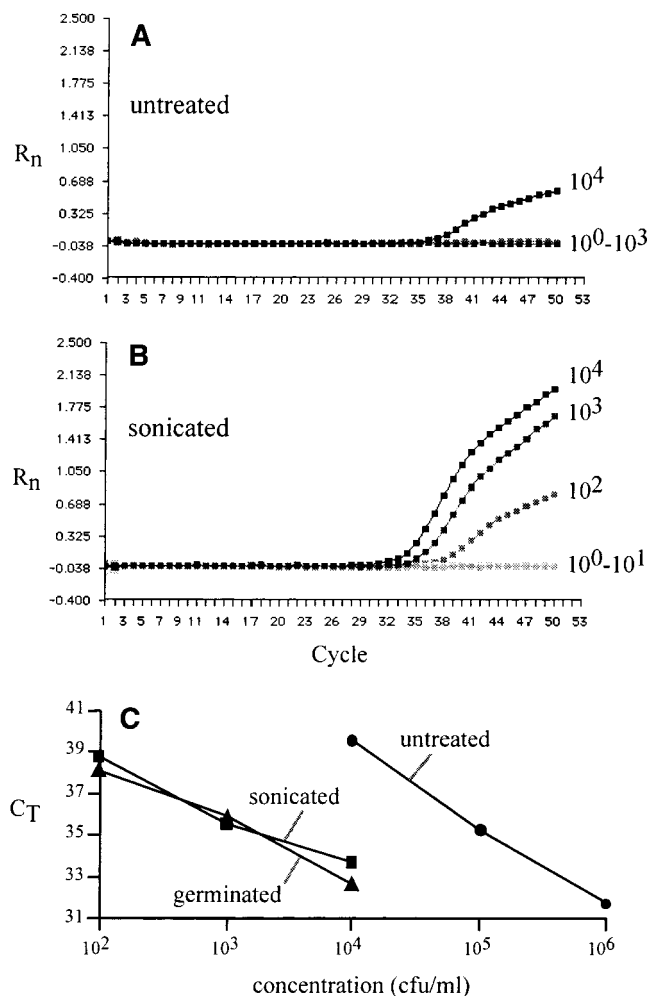 A
untreated
Rn
2.500
2.138
1.775
1.413
1.050
0.688
0.325
-0.038
-0.400
10^4
10^0-10^3
1 3 5 7 9 11 14 17 20 23 26 29 32 35 38 41 44 47 50 53
B
sonicated
Rn
2.500
2.138
1.775
1.413
1.050
0.688
0.325
-0.038
-0.400
10^4
10^3
10^2
10^0-10^1
1 3 5 7 9 11 14 17 20 23 26 29 32 35 38 41 44 47 50 53
Cycle
C
CT
41
39
37
35
33
31
untreated
sonicated
germinated
10^2 10^3 10^4 10^5 10^6
concentration (cfu/ml)